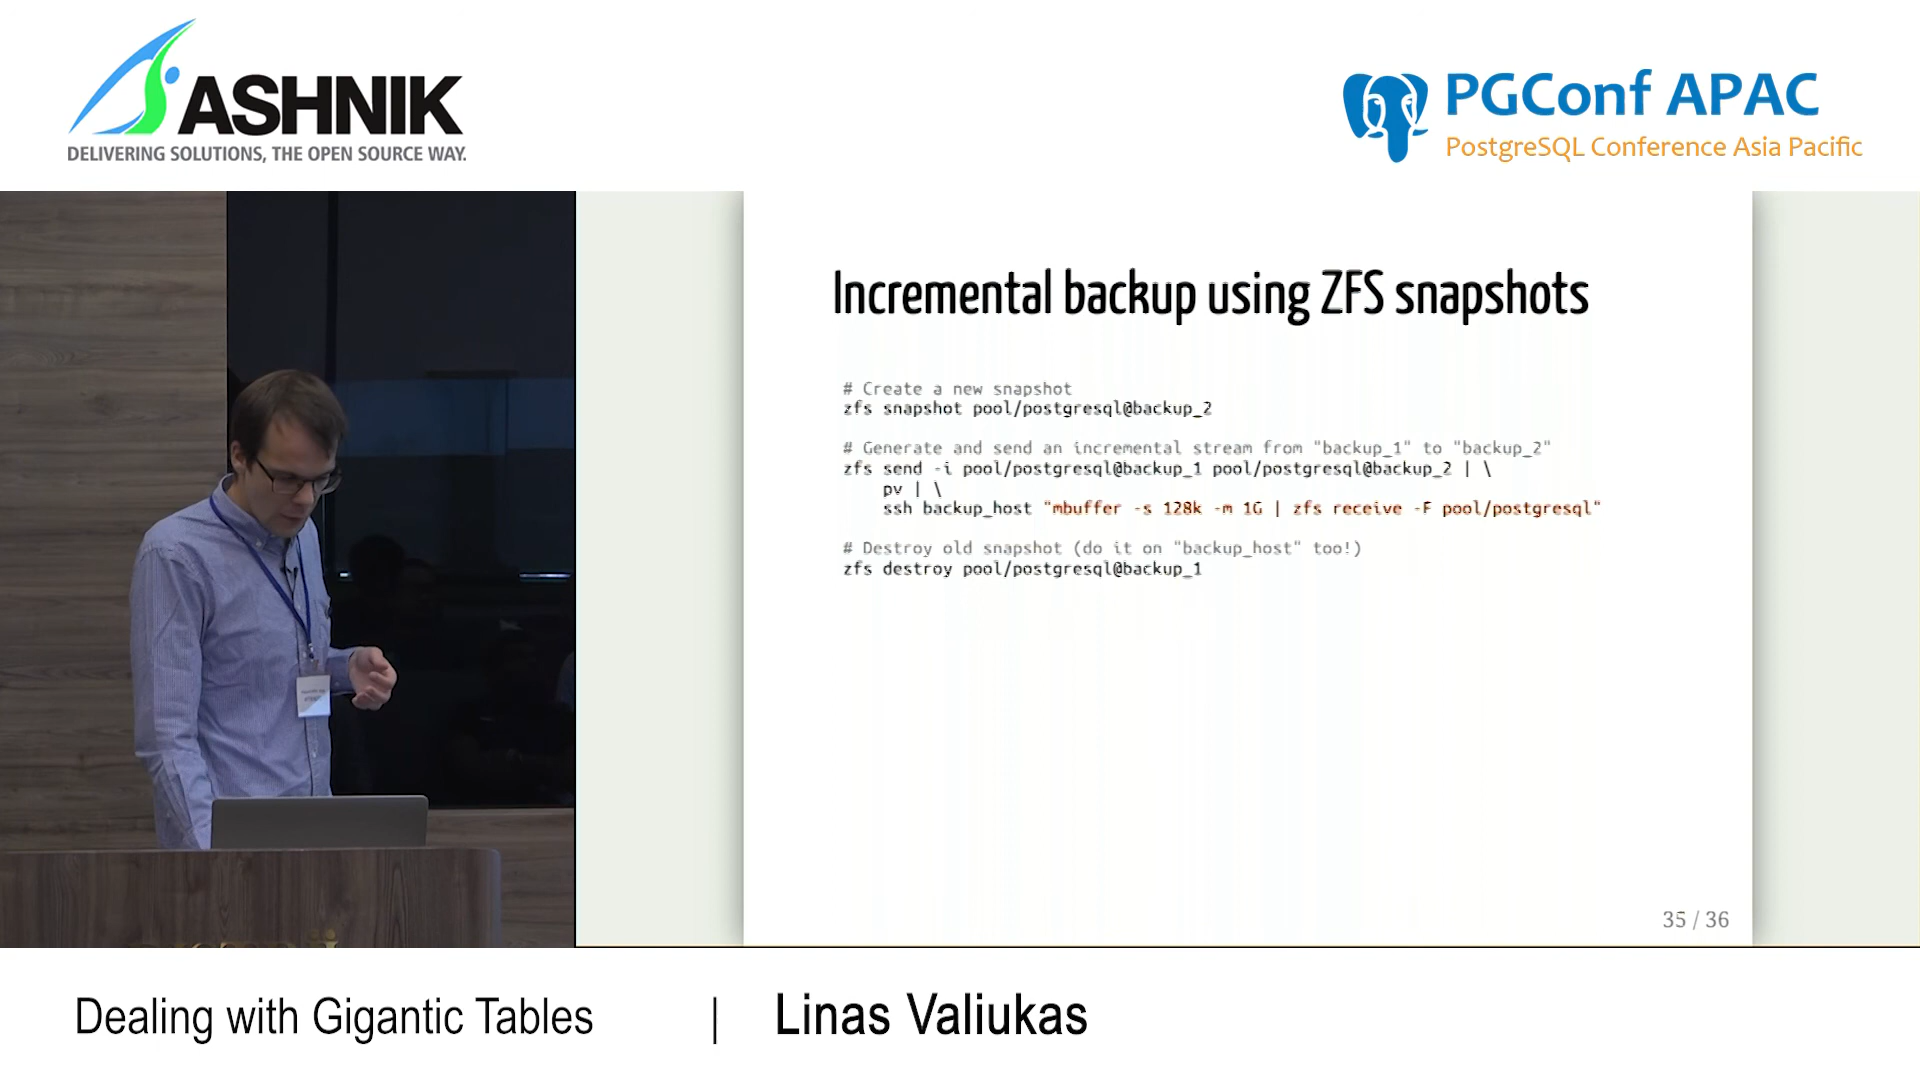 ASHNIK
DELIVERING SOLUTIONS, THE OPEN SOURCE WAY.
PGConf APAC
PostgreSQL Conference Asia Pacific
Incremental backup using ZFS snapshots
# Create a new snapshot
zfs snapshot pool/postgresql@backup_2
# Generate and send an incremental stream from "backup_1" to "backup_2"
zfs send -i pool/postgresql@backup_1 pool/postgresql@backup_2 | \
pv | \
ssh backup_host "mbuffer -s 128k -m 1G | zfs receive -F pool/postgresql"
# Destroy old snapshot (do it on "backup_host" too!)
zfs destroy pool/postgresql@backup_1
35 / 36
Dealing with Gigantic Tables | Linas Valiukas